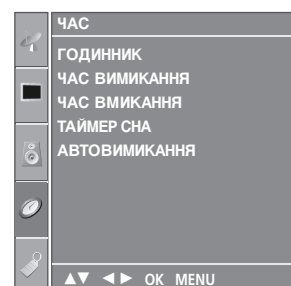 ЧАС
ГОДИННИК
ЧАС ВИМИКАННЯ
ЧАС ВМИКАННЯ
ТАЙМЕР СНА
АВТОВИМИКАННЯ
▲▼ ◄► OK MENU